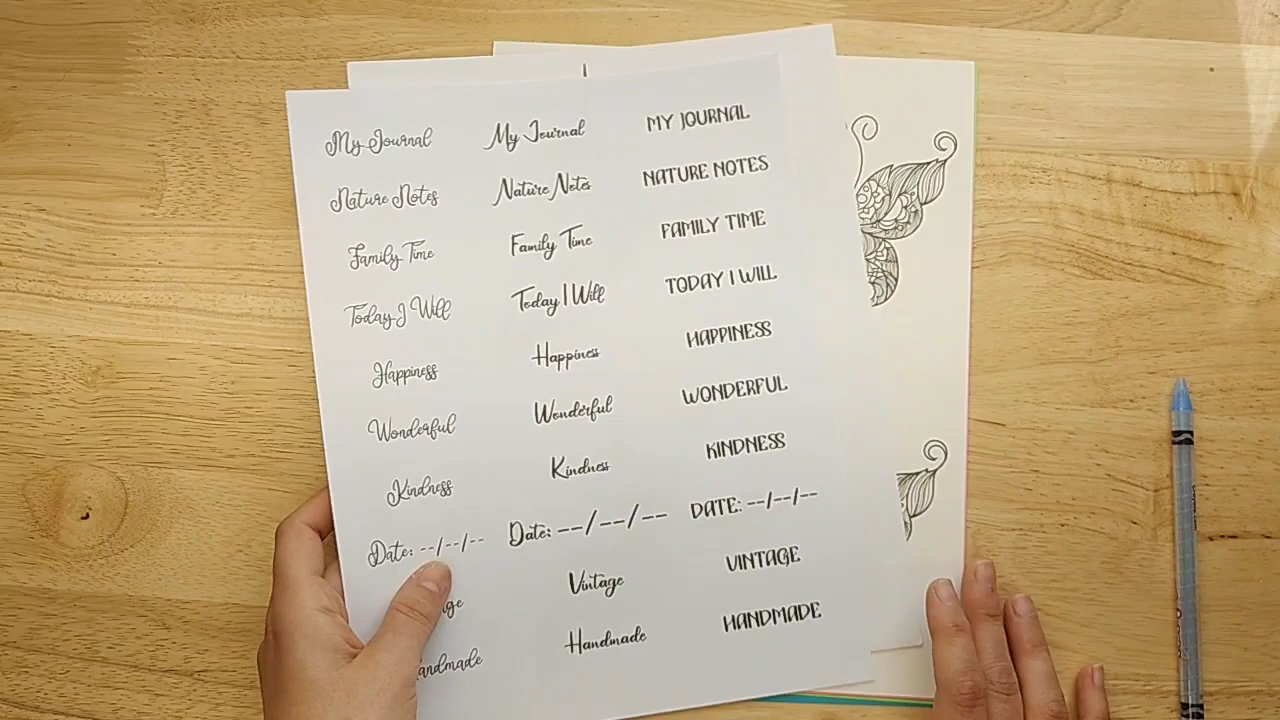 My Journal My Journal MY JOURNAL
Nature Notes Nature Notes NATURE NOTES
Family Time Family Time FAMILY TIME
Today I Will Today I Will TODAY I WILL
Happiness Happiness HAPPINESS
Wonderful Wonderful WONDERFUL
Kindness Kindness KINDNESS
Date: --/--/-- Date: --/--/-- DATE: --/--/--
age Vintage VINTAGE
andmade Handmade HANDMADE